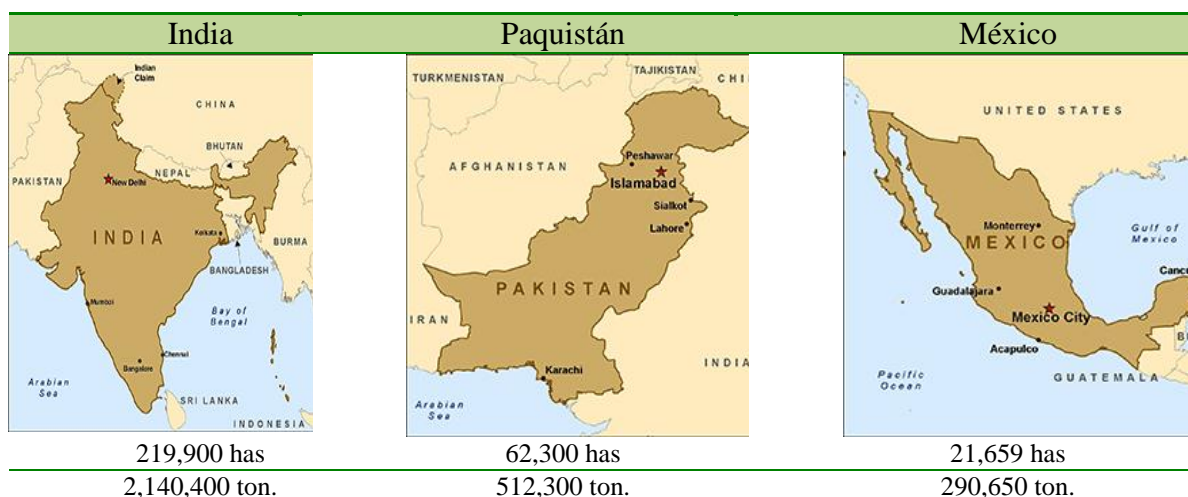 India Paquistán México
Indian
Claim
CHINA
BHUTAN
NEPAL
PAKISTAN
New Delhi
INDIA
Kolkata
BURMA
BANGLADESH
Mumbai
Bay of
Bengal
Chennai
Bangalore
Arabian
Sea
SRI LANKA
INDONESIA
TURKMENISTAN
TAJIKISTAN
CHI
AFGHANISTAN
Peshawar
Islamabad
Sialkot
Lahore
PAKISTAN
IRAN
INDIA
Karachi
Arabian
Sea
UNITED STATES
Monterrey
MEXICO
Gulf of
Mexico
Cancu
Guadalajara
Mexico City
Acapulco
Pacific
Ocean
GUATEMALA
219,900 has 62,300 has 21,659 has
2,140,400 ton. 512,300 ton. 290,650 ton.